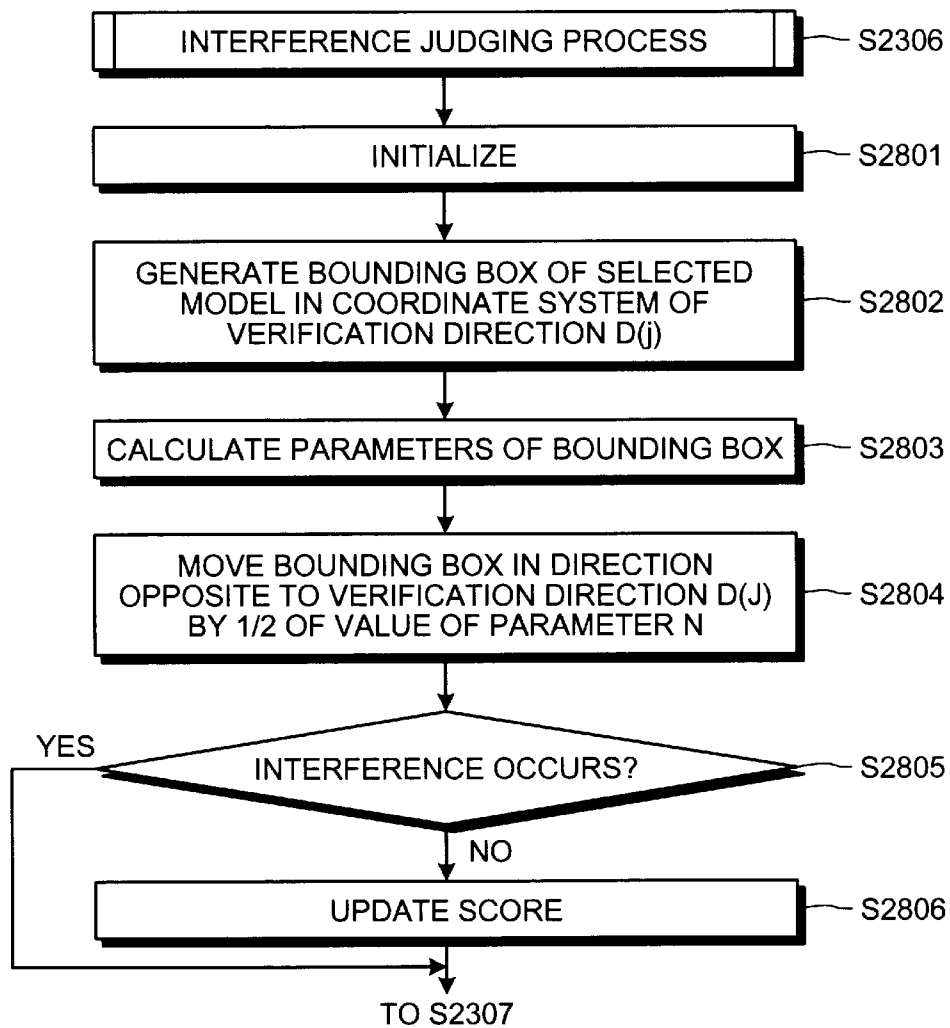 INTERFERENCE JUDGING PROCESS
S2306
INITIALIZE
S2801
GENERATE BOUNDING BOX OF SELECTED
MODEL IN COORDINATE SYSTEM OF
VERIFICATION DIRECTION D(j)
S2802
CALCULATE PARAMETERS OF BOUNDING BOX
S2803
MOVE BOUNDING BOX IN DIRECTION
OPPOSITE TO VERIFICATION DIRECTION D(J)
BY 1/2 OF VALUE OF PARAMETER N
S2804
YES
INTERFERENCE OCCURS?
S2805
NO
UPDATE SCORE
S2806
TO S2307